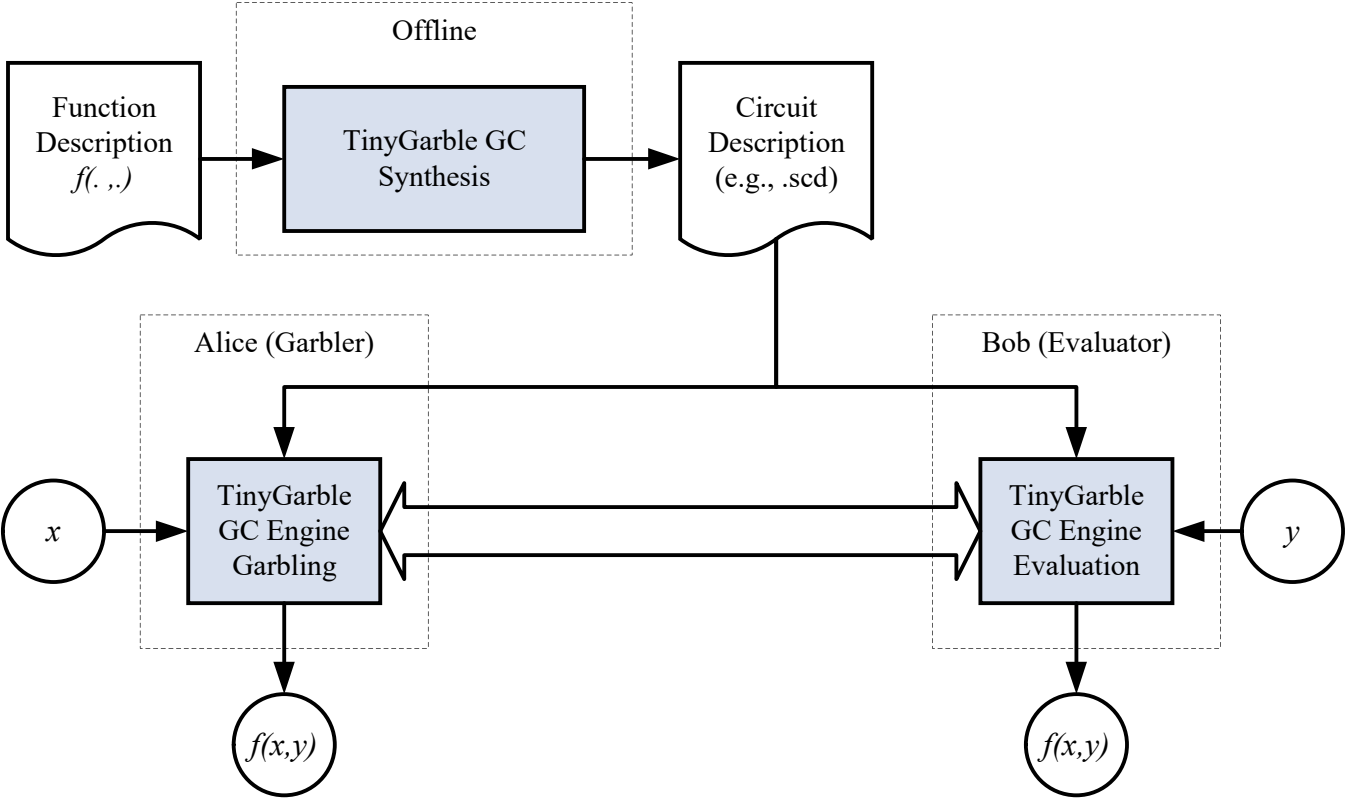 Offline
Function
Description
f(. ,.)
TinyGarble GC
Synthesis
Circuit
Description
(e.g., .scd)
Alice (Garbler)
Bob (Evaluator)
x
TinyGarble
GC Engine
Garbling
TinyGarble
GC Engine
Evaluation
y
f(x,y)
f(x,y)